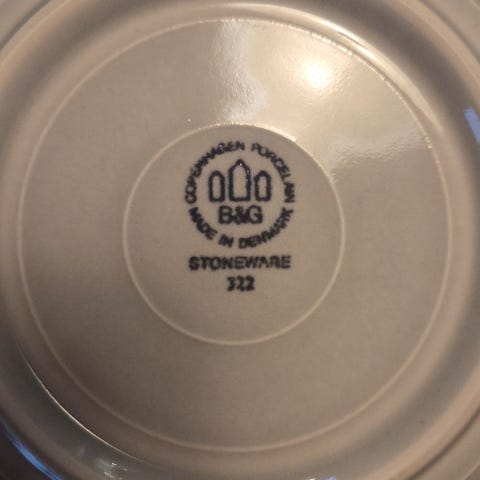 COPENHAGEN PORCELAIN
B&G
MADE IN DENMARK
STONEWARE
322